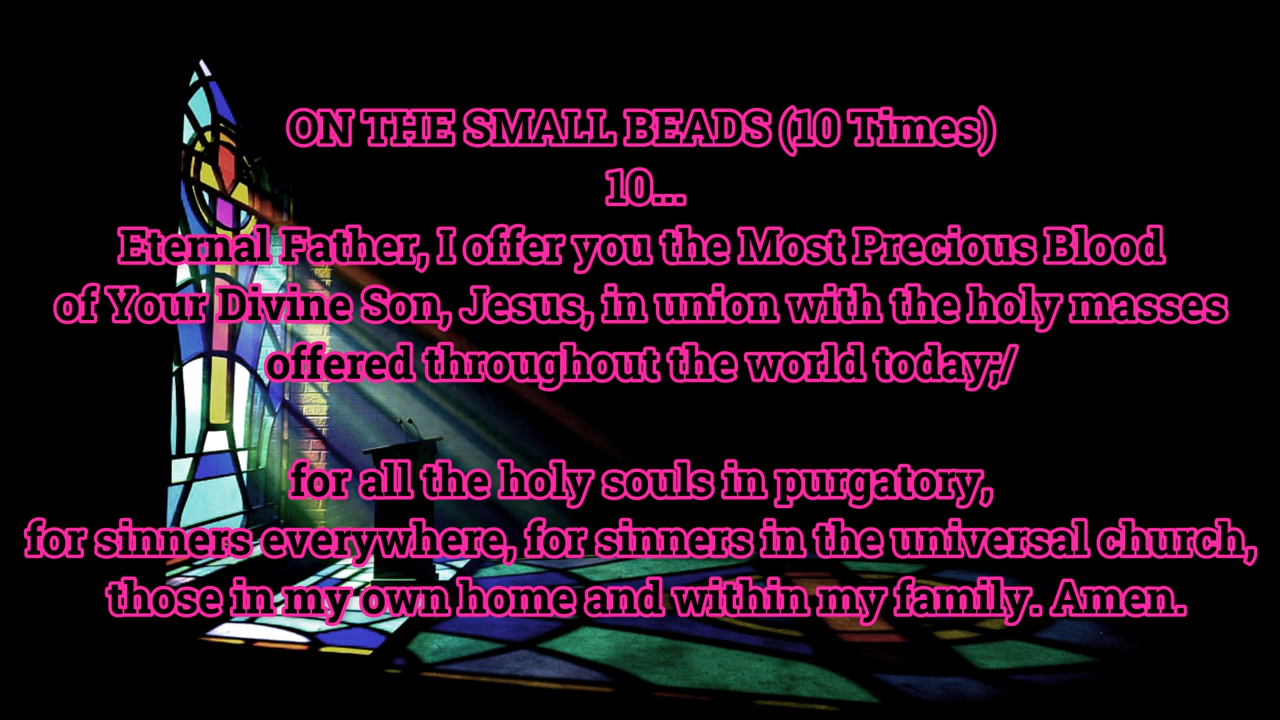 ON THE SMALL BEADS (10 Times)
10...
Eternal Father, I offer you the Most Precious Blood
of Your Divine Son, Jesus, in union with the holy masses
offered throughout the world today;/
for all the holy souls in purgatory,
for sinners everywhere, for sinners in the universal church,
those in my own home and within my family. Amen.